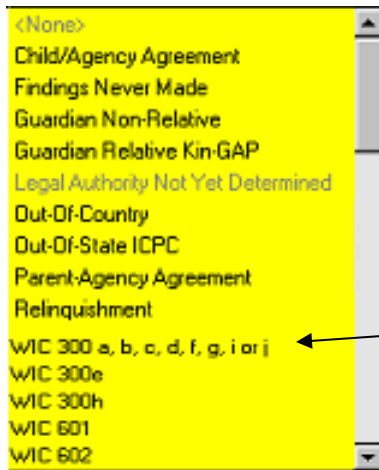 <None>
Child/Agency Agreement
Findings Never Made
Guardian Non-Relative
Guardian Relative Kin-GAP
Legal Authority Not Yet Determined
Out-Of-Country
Out-Of-State ICPC
Parent-Agency Agreement
Relinquishment
WIC 300 a, b, c, d, f, g, i or j
WIC 300e
WIC 300h
WIC 601
WIC 602